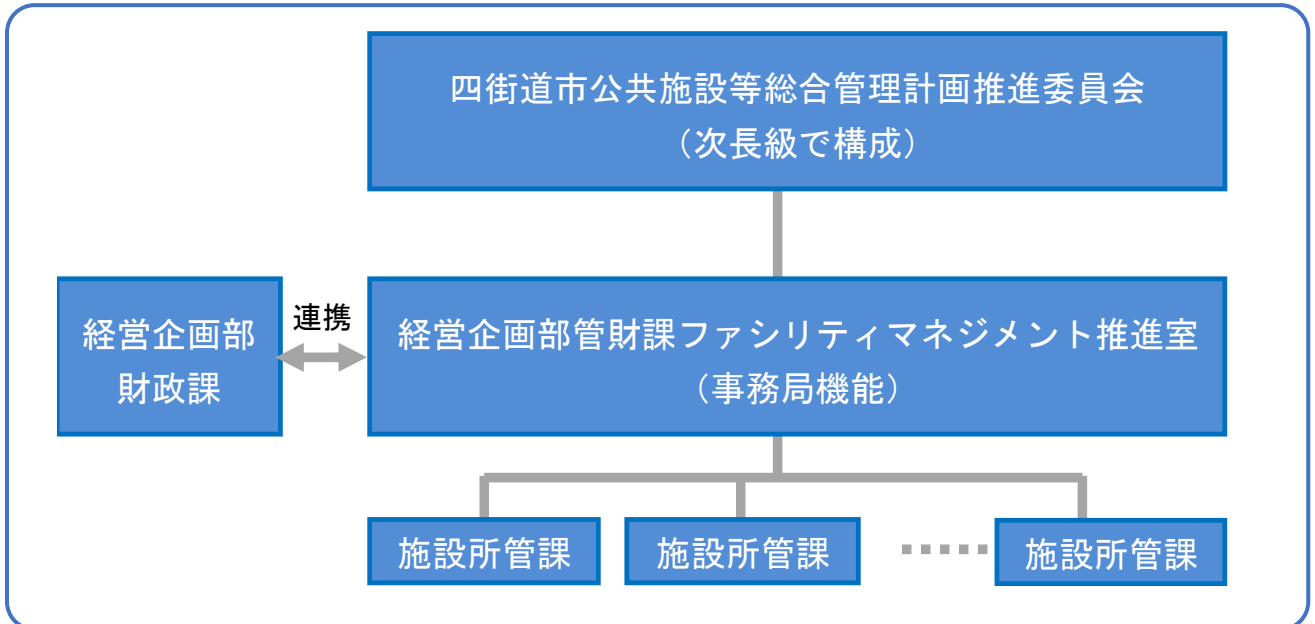 四街道市公共施設等総合管理計画推進委員会
（次長級で構成）
経営企画部
財政課
連携
経営企画部管財課ファシリティマネジメント推進室
（事務局機能）
施設所管課
施設所管課
施設所管課